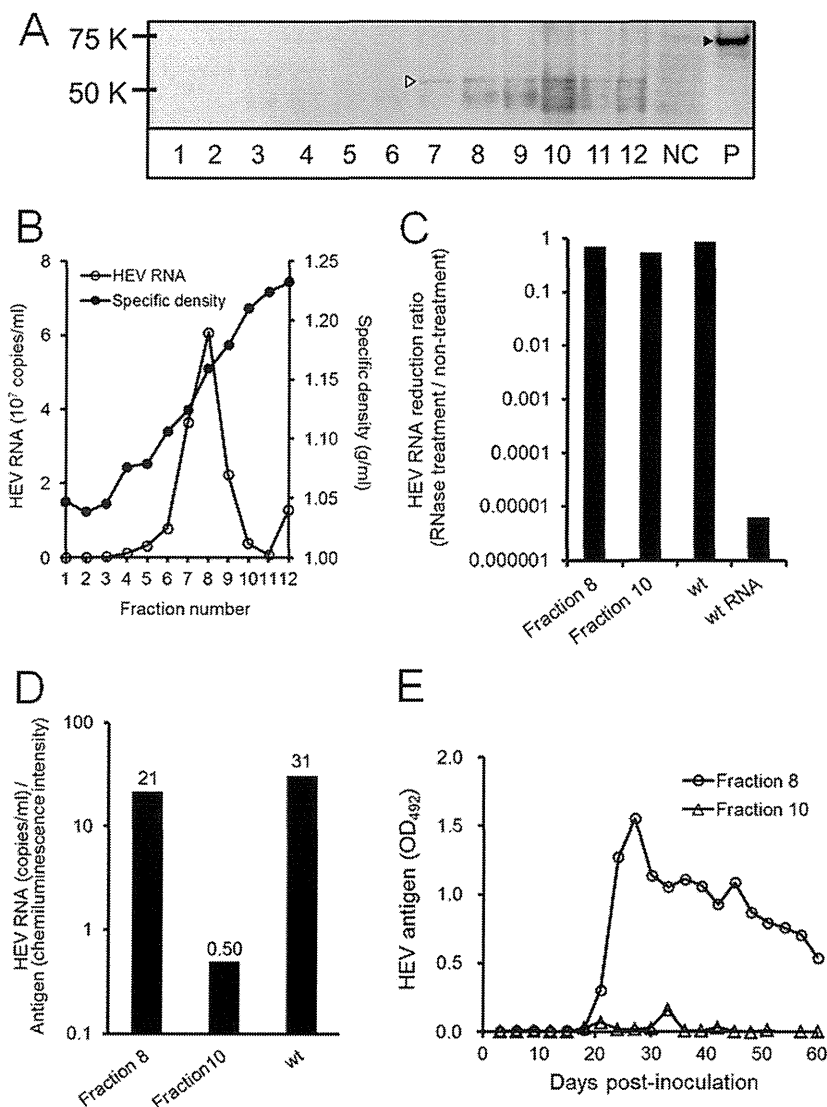 A
75 K
50 K
1 2 3 4 5 6 7 8 9 10 11 12 NC P
B
HEV RNA (10⁷ copies/ml)
8
6
4
2
0
HEV RNA
Specific density
1.25
1.20
1.15
1.10
1.05
1.00
Specific density (g/ml)
1 2 3 4 5 6 7 8 9 10 11 12
Fraction number
C
HEV RNA reduction ratio
(RNase treatment / non-treatment)
1
0.1
0.01
0.001
0.0001
0.00001
0.000001
Fraction 8
Fraction 10
wt
wt RNA
D
HEV RNA (copies/ml) /
Antigen (chemiluminescence intensity)
100
10
1
0.1
21
0.50
31
Fraction 8
Fraction10
wt
E
HEV antigen (OD₄₉₂)
2.0
1.5
1.0
0.5
0.0
Fraction 8
Fraction 10
0 10 20 30 40 50 60
Days post-inoculation